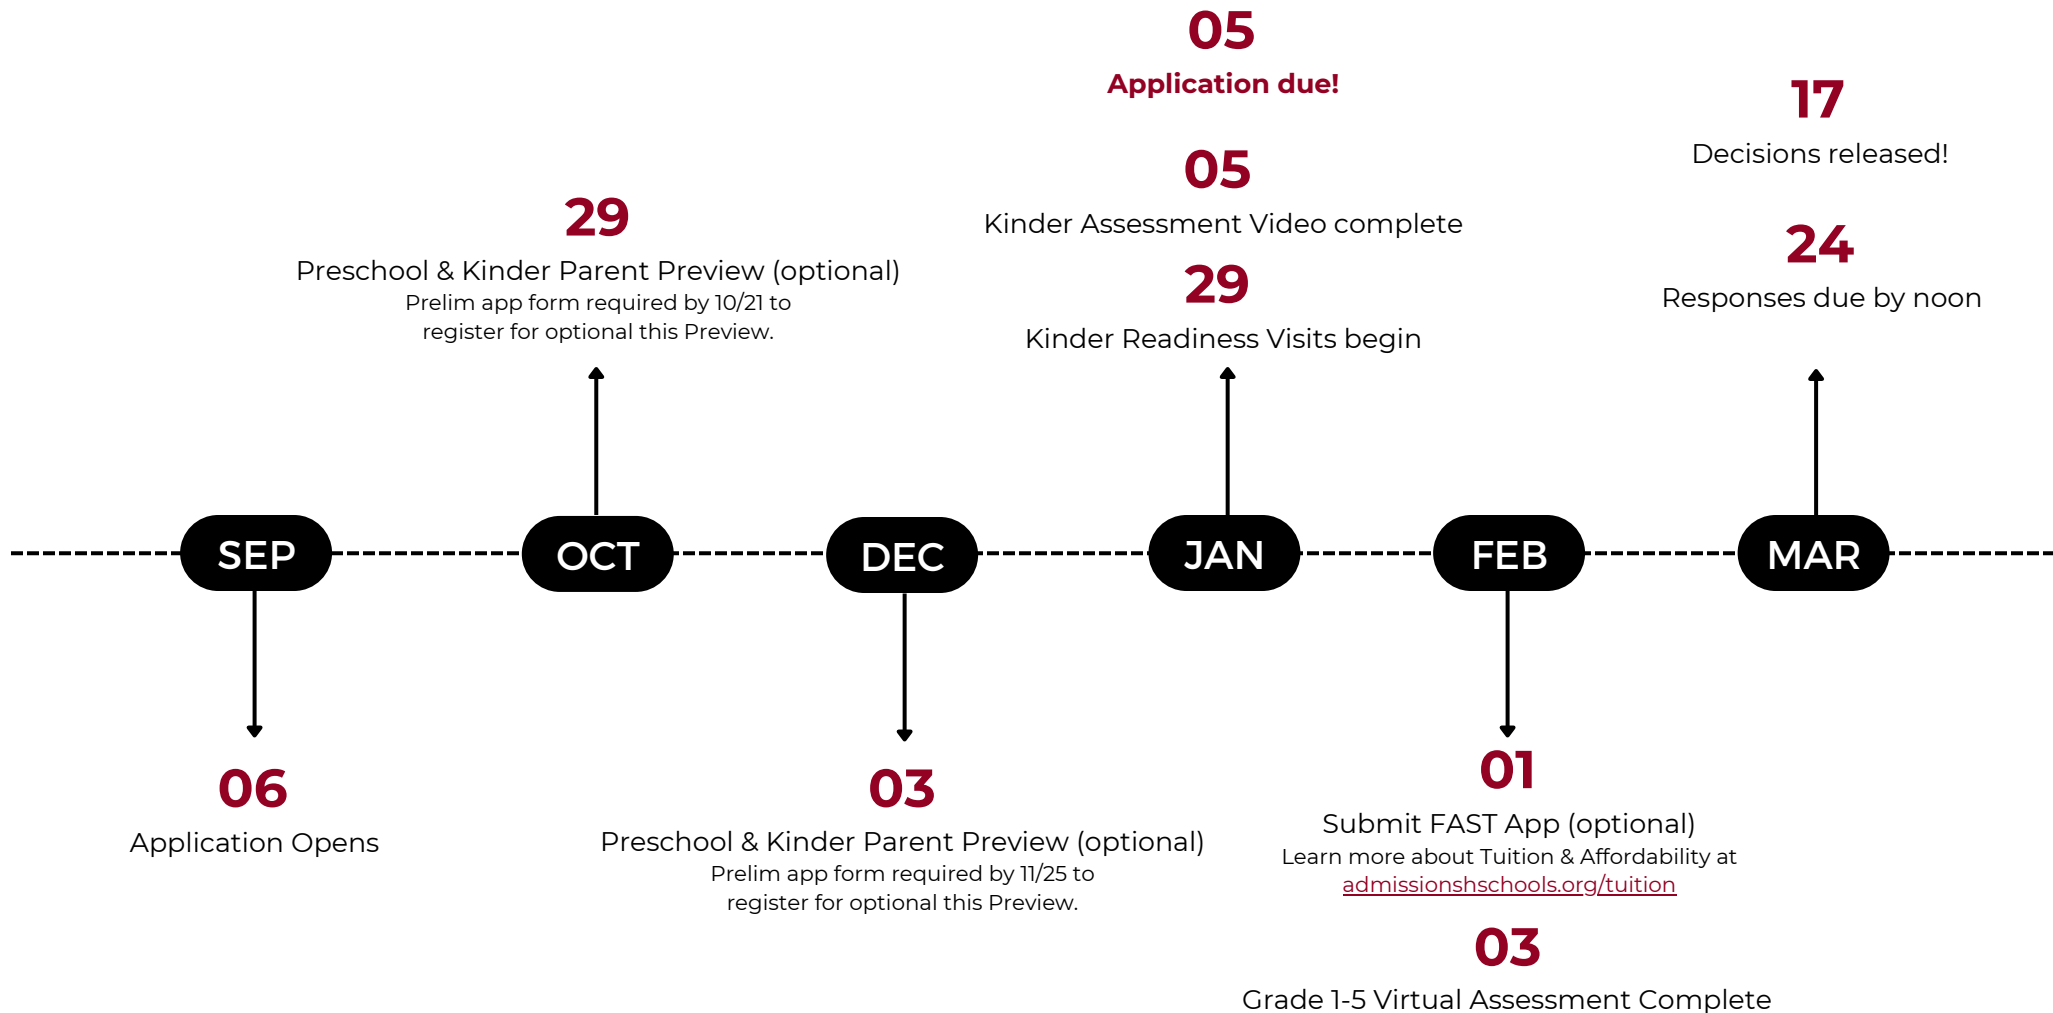 05
Application due!
05
Kinder Assessment Video complete
29
Kinder Readiness Visits begin
17
Decisions released!
24
Responses due by noon
29
Preschool & Kinder Parent Preview (optional)
Prelim app form required by 10/21 to
register for optional this Preview.
SEP
OCT
DEC
JAN
FEB
MAR
06
Application Opens
03
Preschool & Kinder Parent Preview (optional)
Prelim app form required by 11/25 to
register for optional this Preview.
01
Submit FAST App (optional)
Learn more about Tuition & Affordability at
admissionshschools.org/tuition
03
Grade 1-5 Virtual Assessment Complete